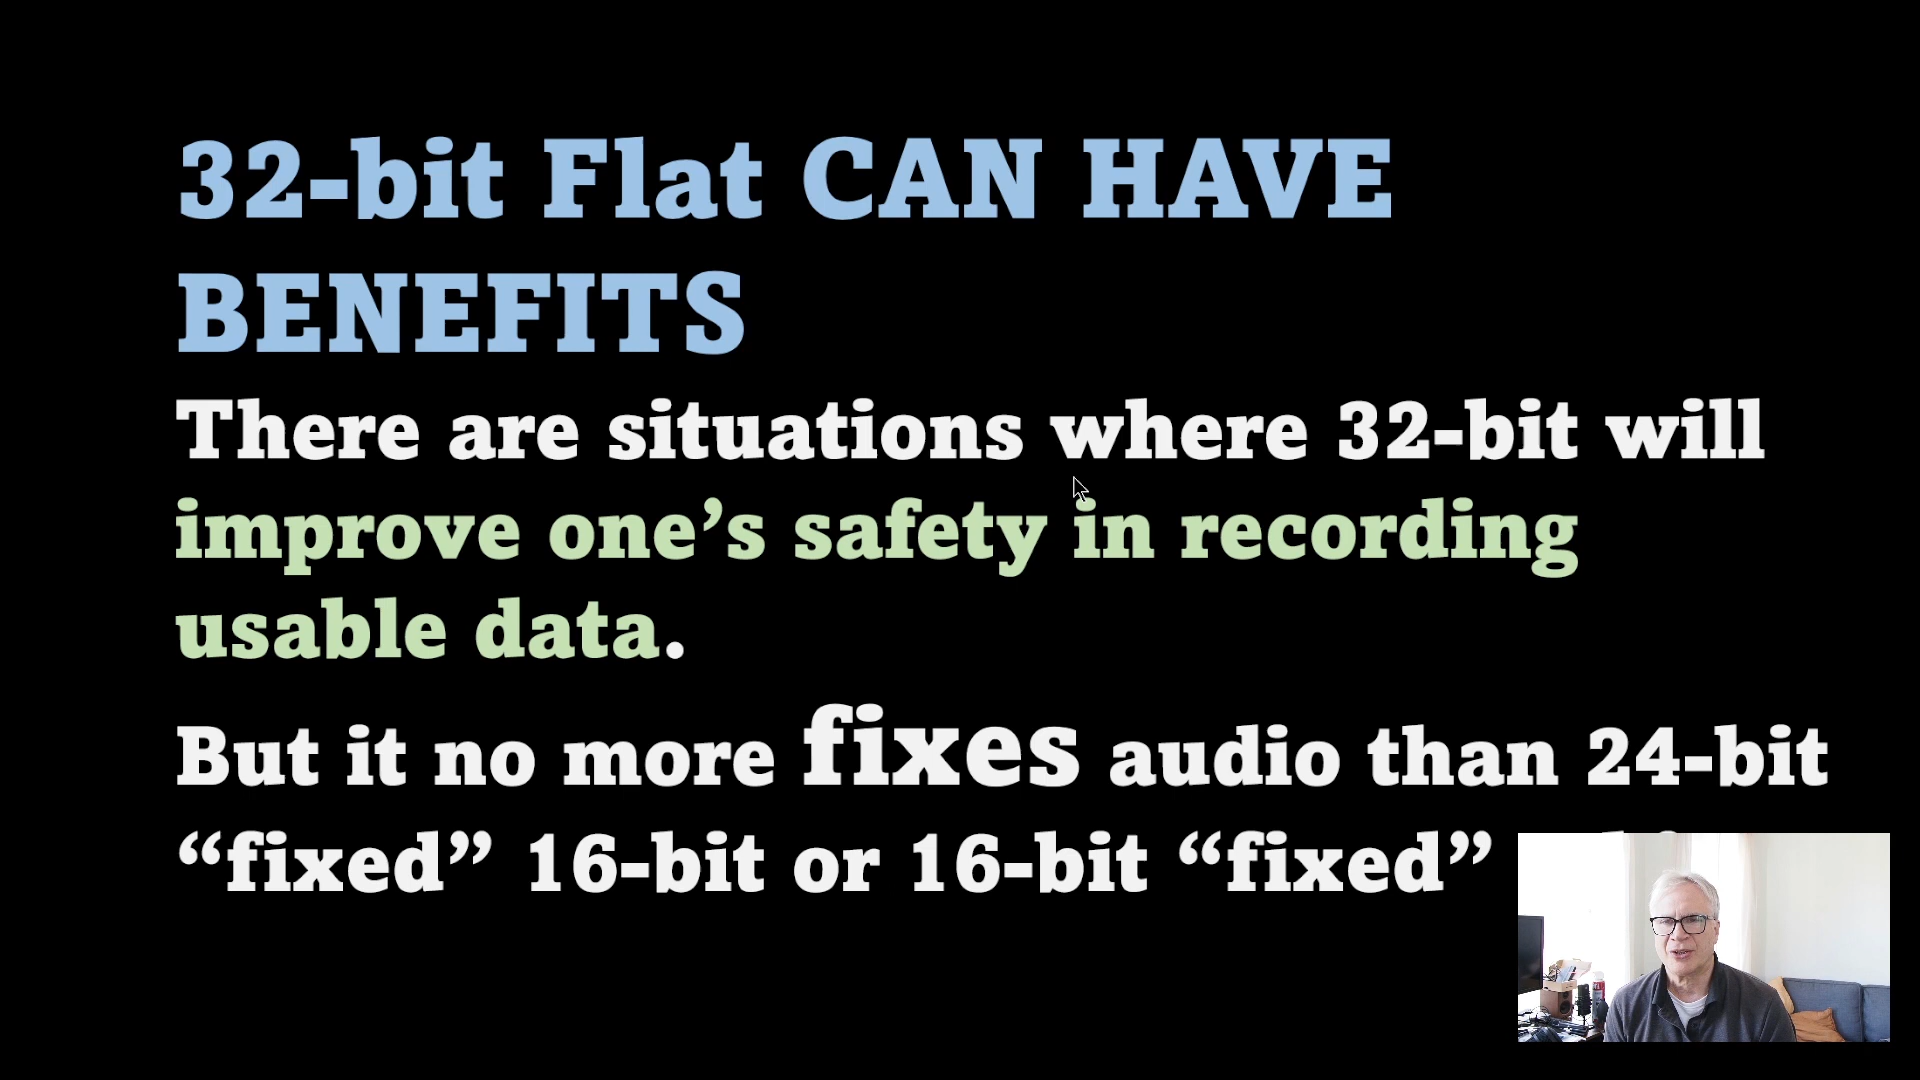 32-bit Flat CAN HAVE
BENEFITS
There are situations where 32-bit will
improve one’s safety in recording
usable data.
But it no more fixes audio than 24-bit
“fixed” 16-bit or 16-bit “fixed”